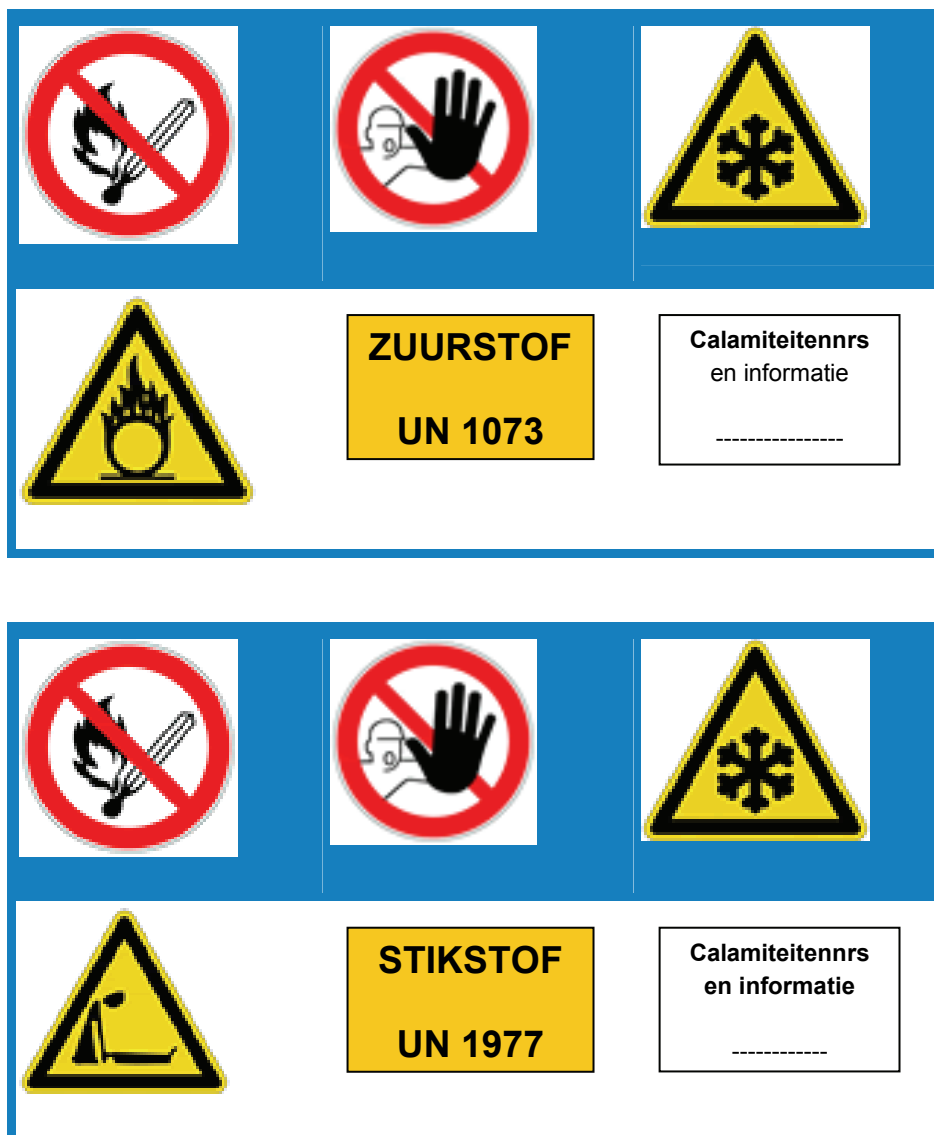 ZUURSTOF
UN 1073
Calamiteitennrs
en informatie
----------------
STIKSTOF
UN 1977
Calamiteitennrs
en informatie
------------